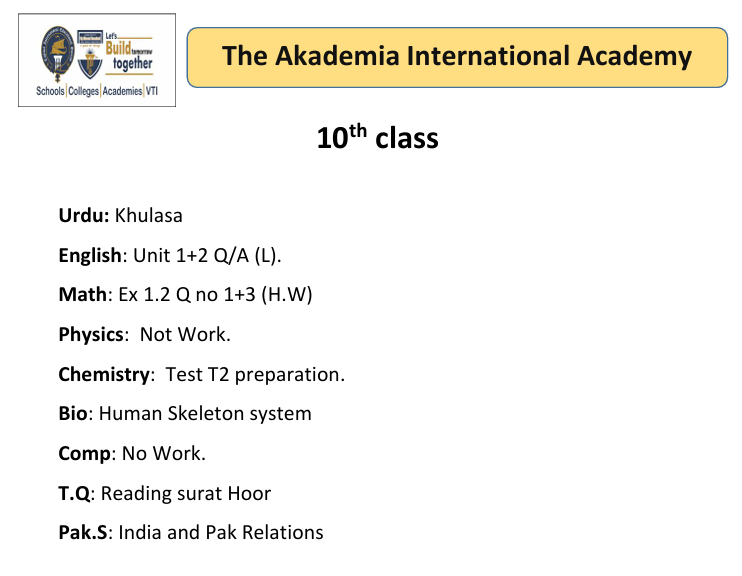 Let's
Build tomorrow
together
Schools|Colleges|Academies|VTI
The Akademia International Academy
10th class
Urdu: Khulasa
English: Unit 1+2 Q/A (L).
Math: Ex 1.2 Q no 1+3 (H.W)
Physics:  Not Work.
Chemistry:  Test T2 preparation.
Bio: Human Skeleton system
Comp: No Work.
T.Q: Reading surat Hoor
Pak.S: India and Pak Relations